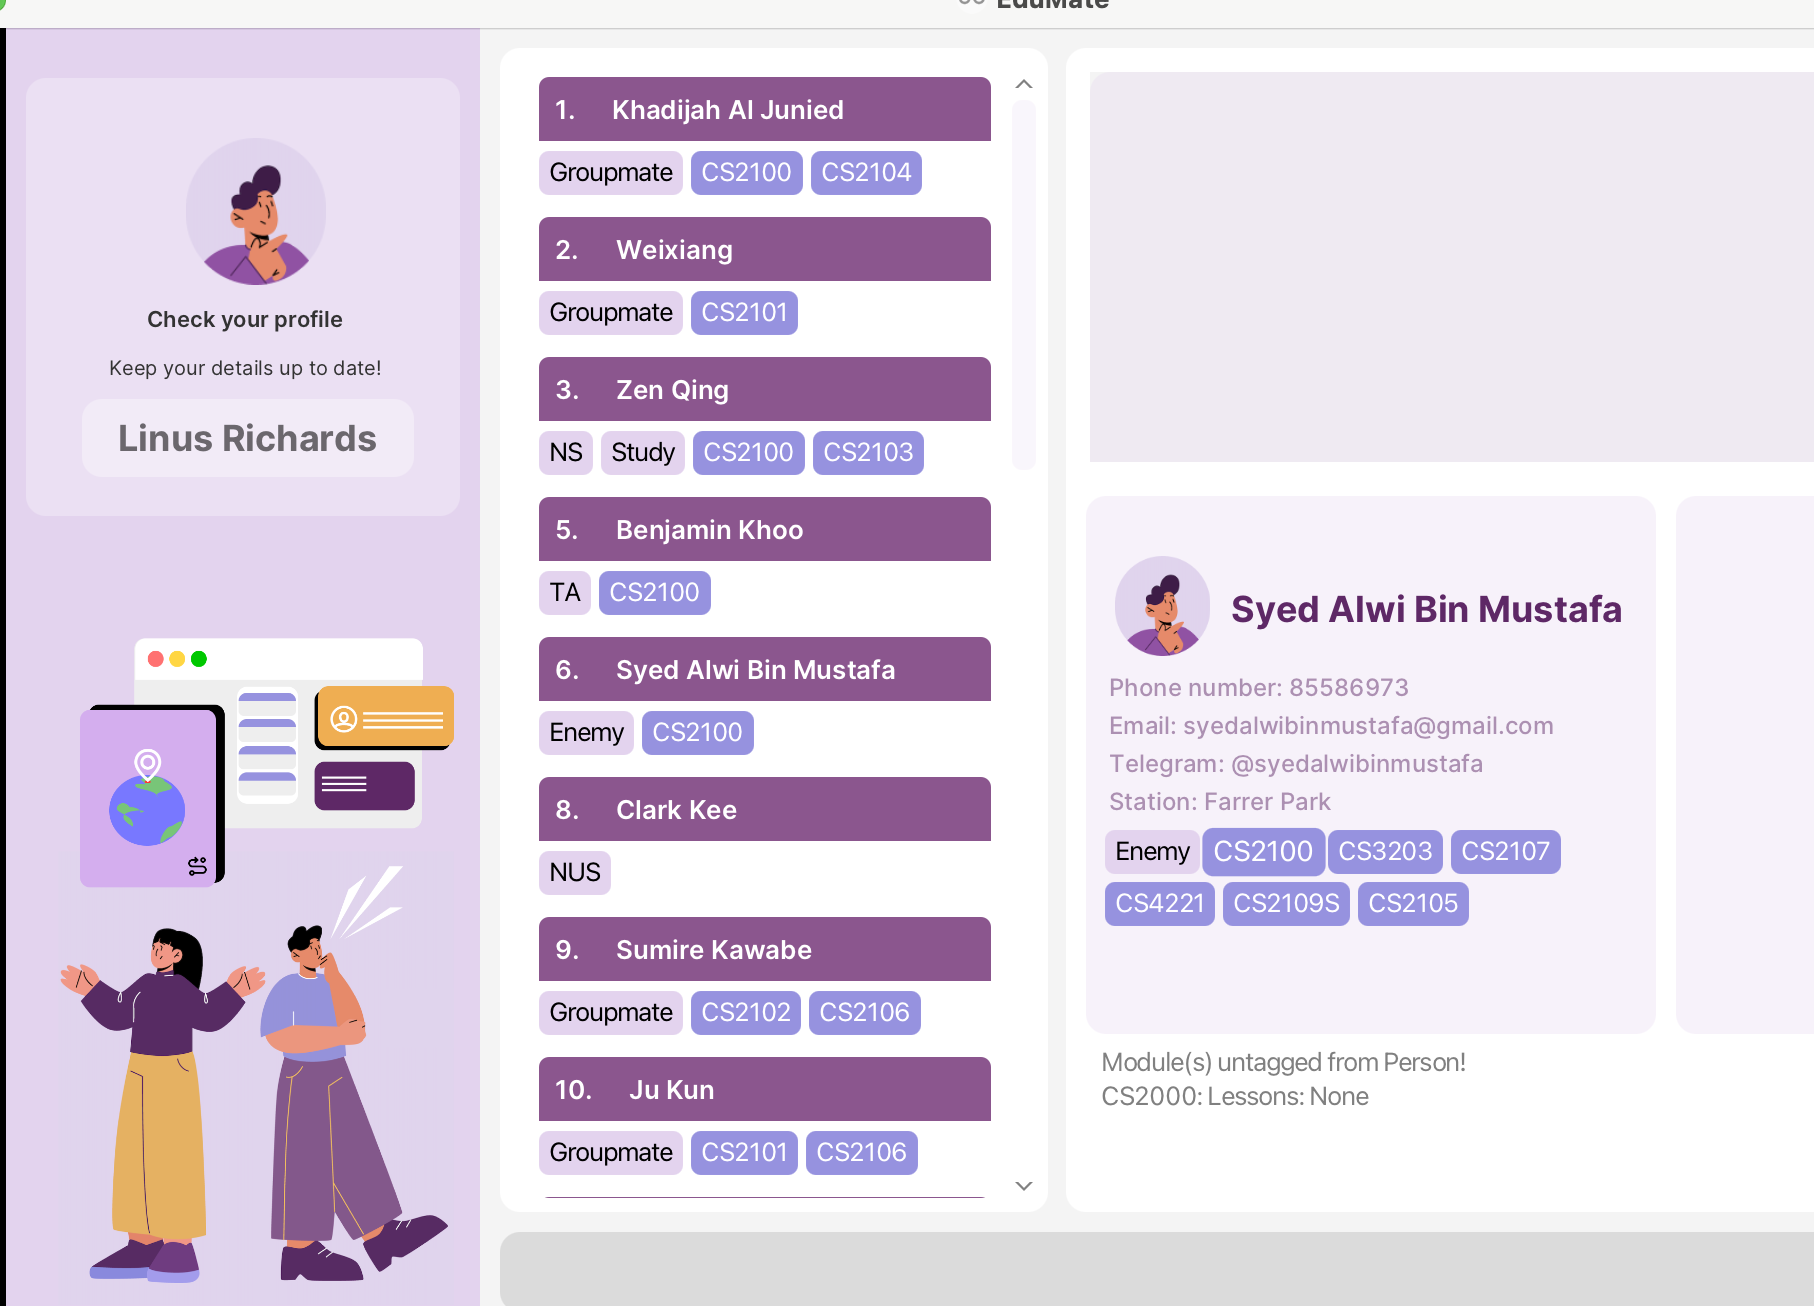 EduMate
Check your profile
Keep your details up to date!
Linus Richards
1. Khadijah Al Junied
Groupmate CS2100 CS2104
2. Weixiang
Groupmate CS2101
3. Zen Qing
NS Study CS2100 CS2103
5. Benjamin Khoo
TA CS2100
6. Syed Alwi Bin Mustafa
Enemy CS2100
8. Clark Kee
NUS
9. Sumire Kawabe
Groupmate CS2102 CS2106
10. Ju Kun
Groupmate CS2101 CS2106
Syed Alwi Bin Mustafa
Phone number: 85586973
Email: syedalwibinmustafa@gmail.com
Telegram: @syedalwibinmustafa
Station: Farrer Park
Enemy CS2100 CS3203 CS2107
CS4221 CS2109S CS2105
Module(s) untagged from Person!
CS2000: Lessons: None